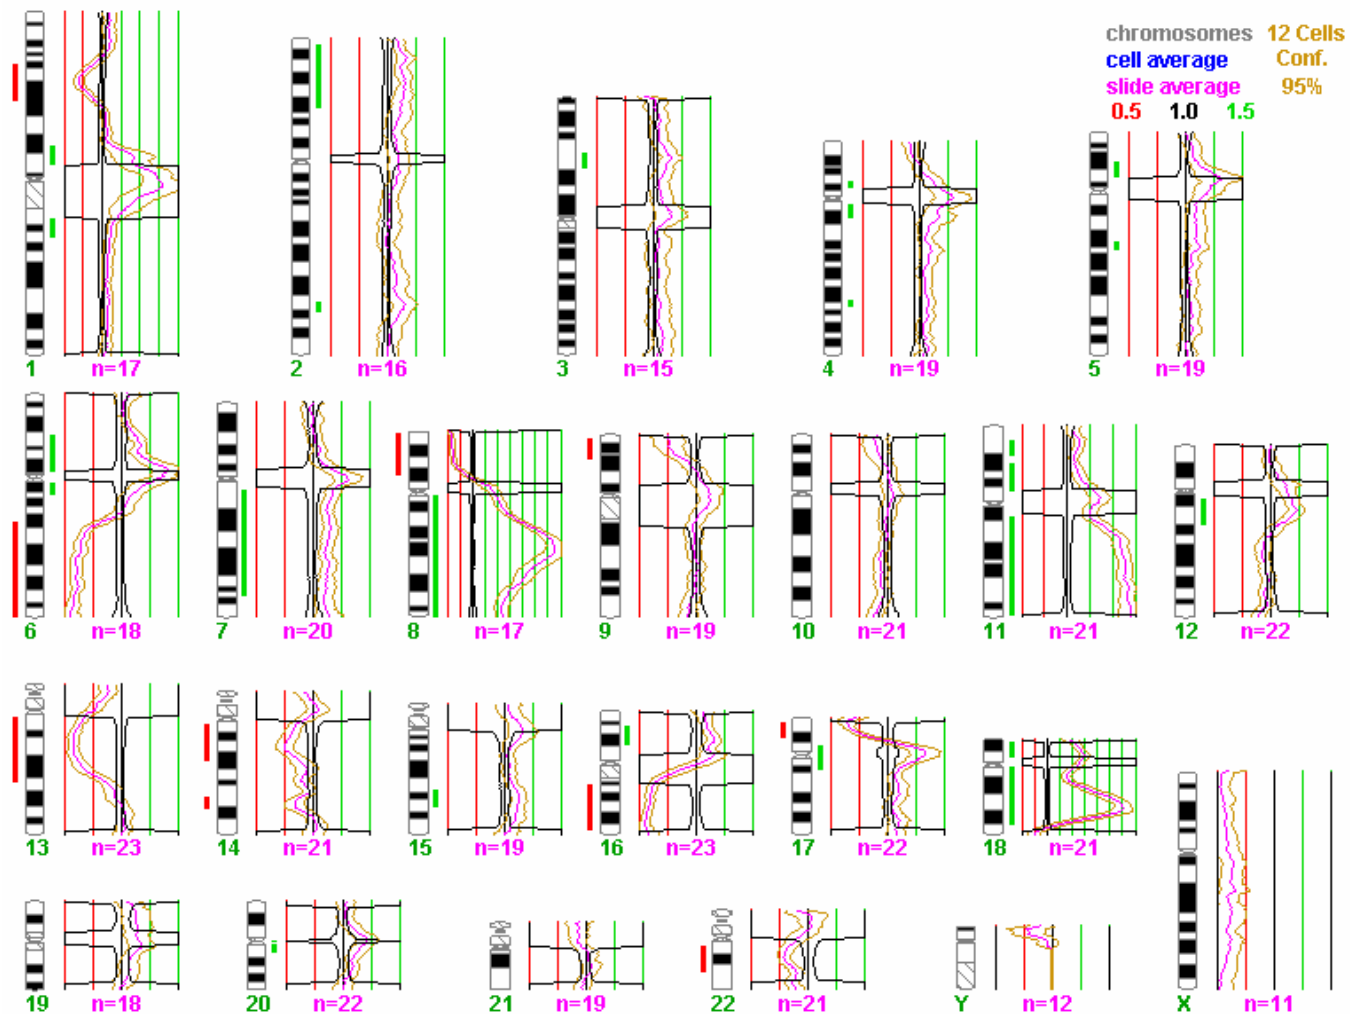 chromosomes 12 Cells
cell average Conf.
slide average 95%
0.5 1.0 1.5
1 n=17 2 n=16 3 n=15 4 n=19 5 n=19
6 n=18 7 n=20 8 n=17 9 n=19 10 n=21 11 n=21 12 n=22
13 n=23 14 n=21 15 n=19 16 n=23 17 n=22 18 n=21
19 n=18 20 n=22 21 n=19 22 n=21 Y n=12 X n=11